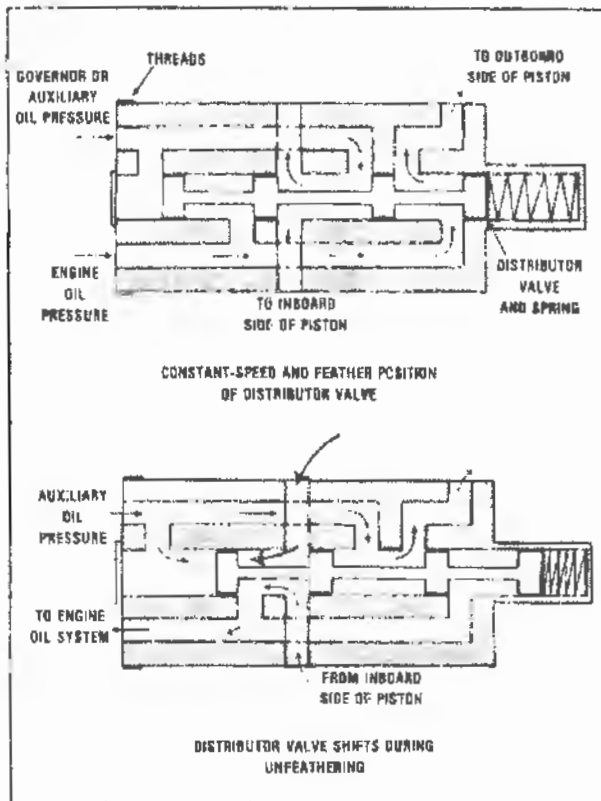 THREADS
TO OUTBOARD
SIDE OF PISTON
GOVERNOR OR
AUXILIARY
OIL PRESSURE
ENGINE
OIL
PRESSURE
TO INBOARD
SIDE OF PISTON
DISTRIBUTOR
VALVE
AND SPRING
CONSTANT-SPEED AND FEATHER POSITION
OF DISTRIBUTOR VALVE
AUXILIARY
OIL
PRESSURE
TO ENGINE
OIL SYSTEM
FROM INBOARD
SIDE OF PISTON
DISTRIBUTOR VALVE SHIFTS DURING
UNFEATHERING